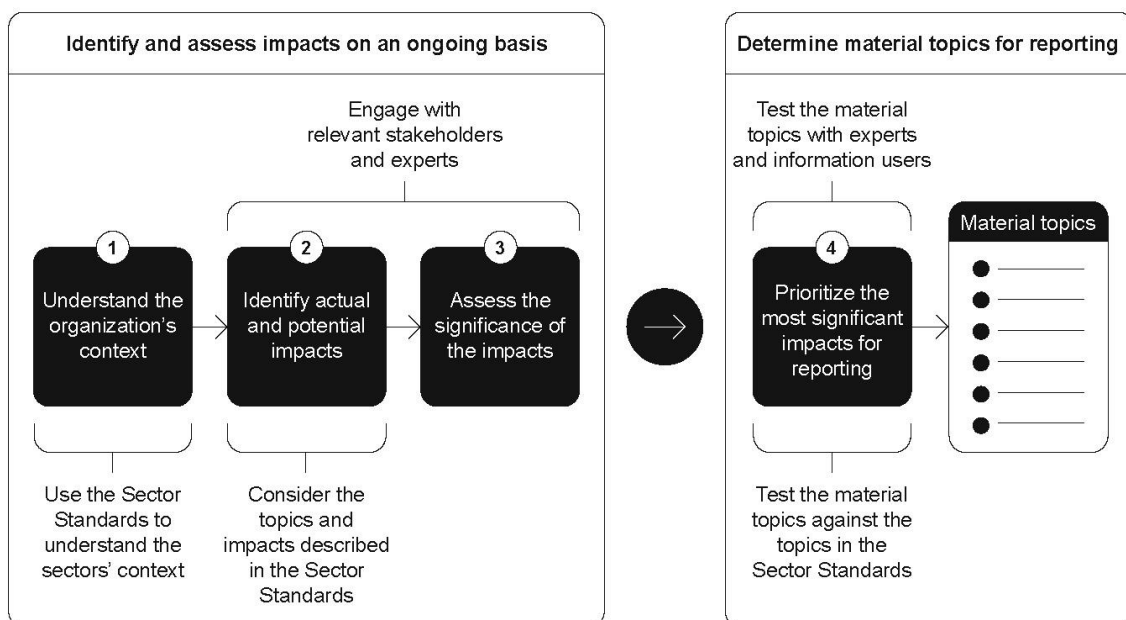 Identify and assess impacts on an ongoing basis
Engage with
relevant stakeholders
and experts
1
Understand the
organization's
context
2
Identify actual
and potential
impacts
3
Assess the
significance of
the impacts
Use the Sector
Standards to
understand the
sectors' context
Consider the
topics and
impacts described
in the Sector
Standards
Determine material topics for reporting
Test the material
topics with experts
and information users
4
Prioritize the
most significant
impacts for
reporting
Material topics
Test the material
topics against the
topics in the
Sector Standards